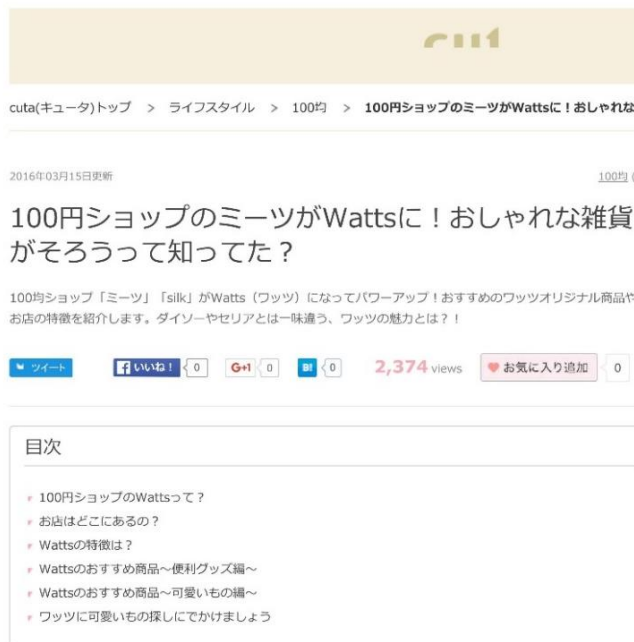 cuta(キュータ)トップ > ライフスタイル > 100均 > 100円ショップのミーツがWattsに！おしゃれな
2016年03月15日更新 100均
100円ショップのミーツがWattsに！おしゃれな雑貨
がそろうって知ってた？
100均ショップ「ミーツ」「silk」がWatts（ワッツ）になってパワーアップ！おすすめのワッツオリジナル商品や
お店の特徴を紹介します。ダイソーやセリアとは一味違う、ワッツの魅力とは？！
ツイート いいね！ 0 G+1 0 B! 0 2,374 views お気に入り追加 0
目次
100円ショップのWattsって？
お店はどこにあるの？
Wattsの特徴は？
Wattsのおすすめ商品～便利グッズ編～
Wattsのおすすめ商品～可愛いもの編～
ワッツに可愛いもの探しにでかけましょう